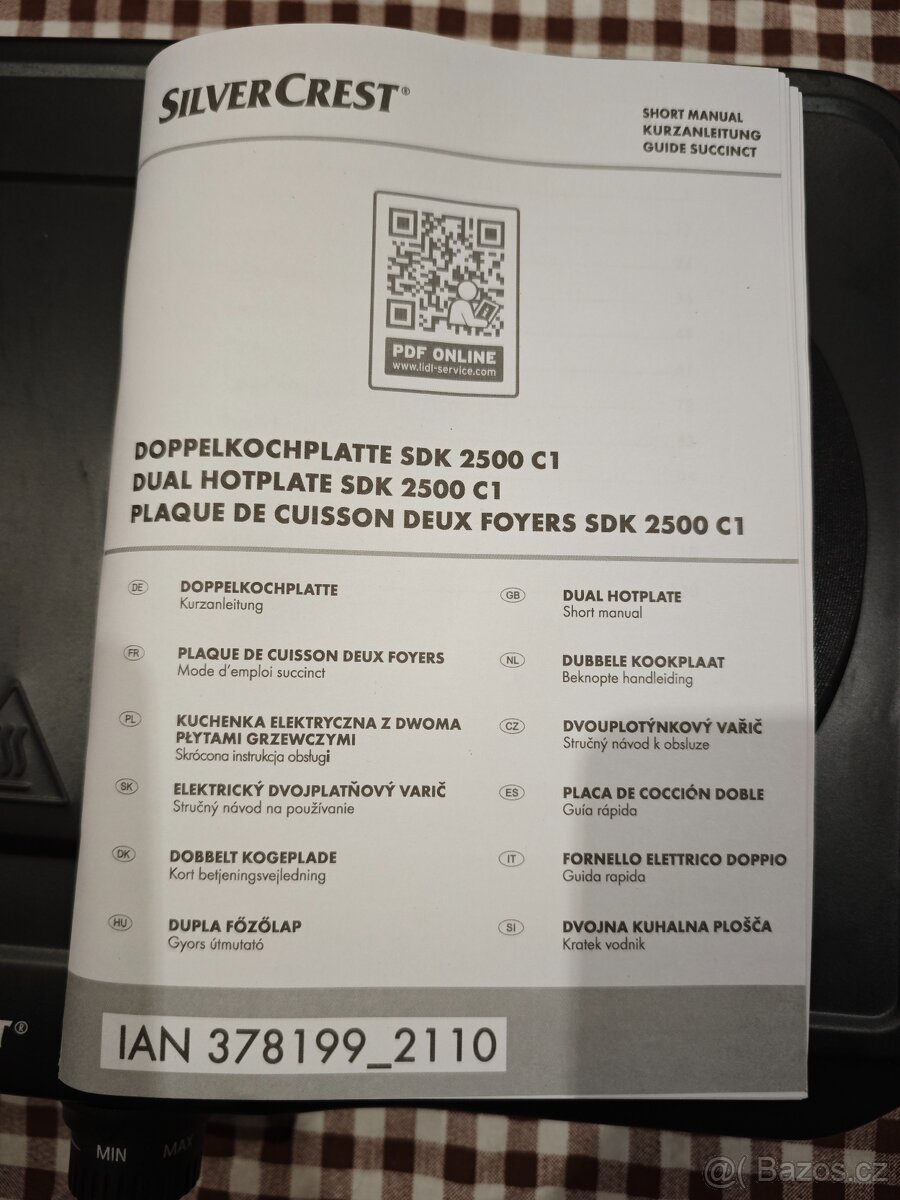 SILVERCREST®
SHORT MANUAL
KURZANLEITUNG
GUIDE SUCCINCT
PDF ONLINE
www.lidl-service.com
DOPPELKOCHPLATTE SDK 2500 C1
DUAL HOTPLATE SDK 2500 C1
PLAQUE DE CUISSON DEUX FOYERS SDK 2500 C1
DE DOPPELKOCHPLATTE
Kurzanleitung
GB DUAL HOTPLATE
Short manual
FR PLAQUE DE CUISSON DEUX FOYERS
Mode d'emploi succinct
NL DUBBELE KOOKPLAAT
Beknopte handleiding
PL KUCHENKA ELEKTRYCZNA Z DWOMA
PŁYTAMI GRZEWCZYMI
Skrócona instrukcja obsługi
CZ DVOUPLOTÝNKOVÝ VAŘIČ
Stručný návod k obsluze
SK ELEKTRICKÝ DVOJPLATŇOVÝ VARIČ
Stručný návod na používanie
ES PLACA DE COCCIÓN DOBLE
Guía rápida
DK DOBBELT KOGEPLADE
Kort betjeningsvejledning
IT FORNELLO ELETTRICO DOPPIO
Guida rapida
HU DUPLA FŐZŐLAP
Gyors útmutató
SI DVOJNA KUHALNA PLOŠČA
Kratek vodnik
T®
IAN 378199_2110
MIN MAX
@( Bazos.cz